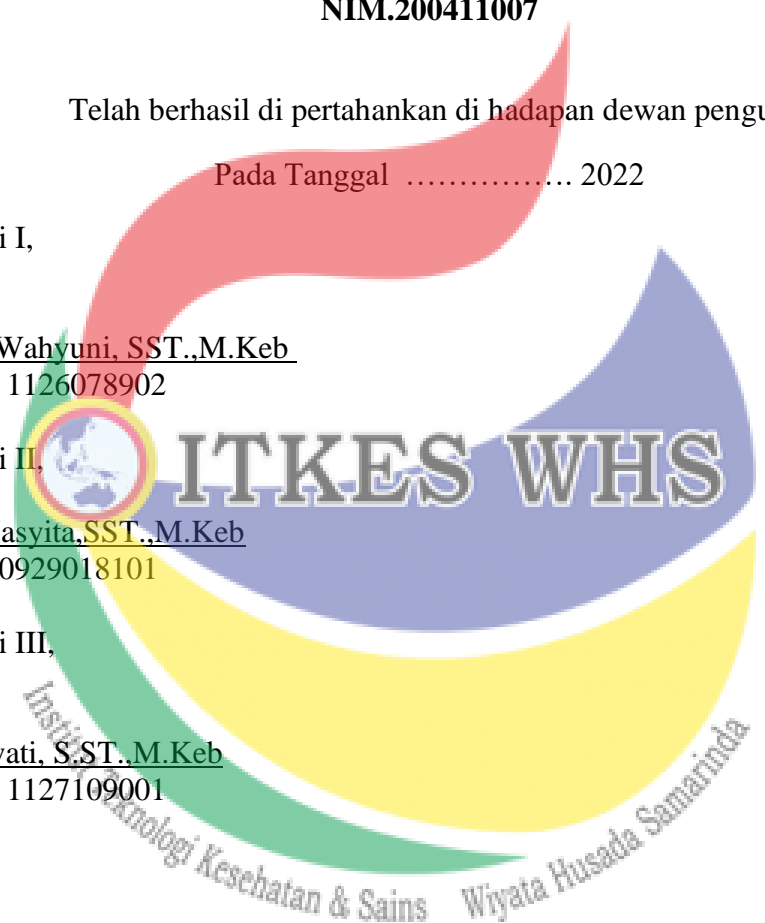 NIM.200411007
Telah berhasil di pertahankan di hadapan dewan pengu
Pada Tanggal ................ 2022
i I,
Wahyuni, SST.,M.Keb
1126078902
i II,
ITKES WHS
asyita,SST.,M.Keb
0929018101
i III,
yati, S.ST.,M.Keb
1127109001
Institut Teknologi Kesehatan & Sains Wiyata Husada Samarinda